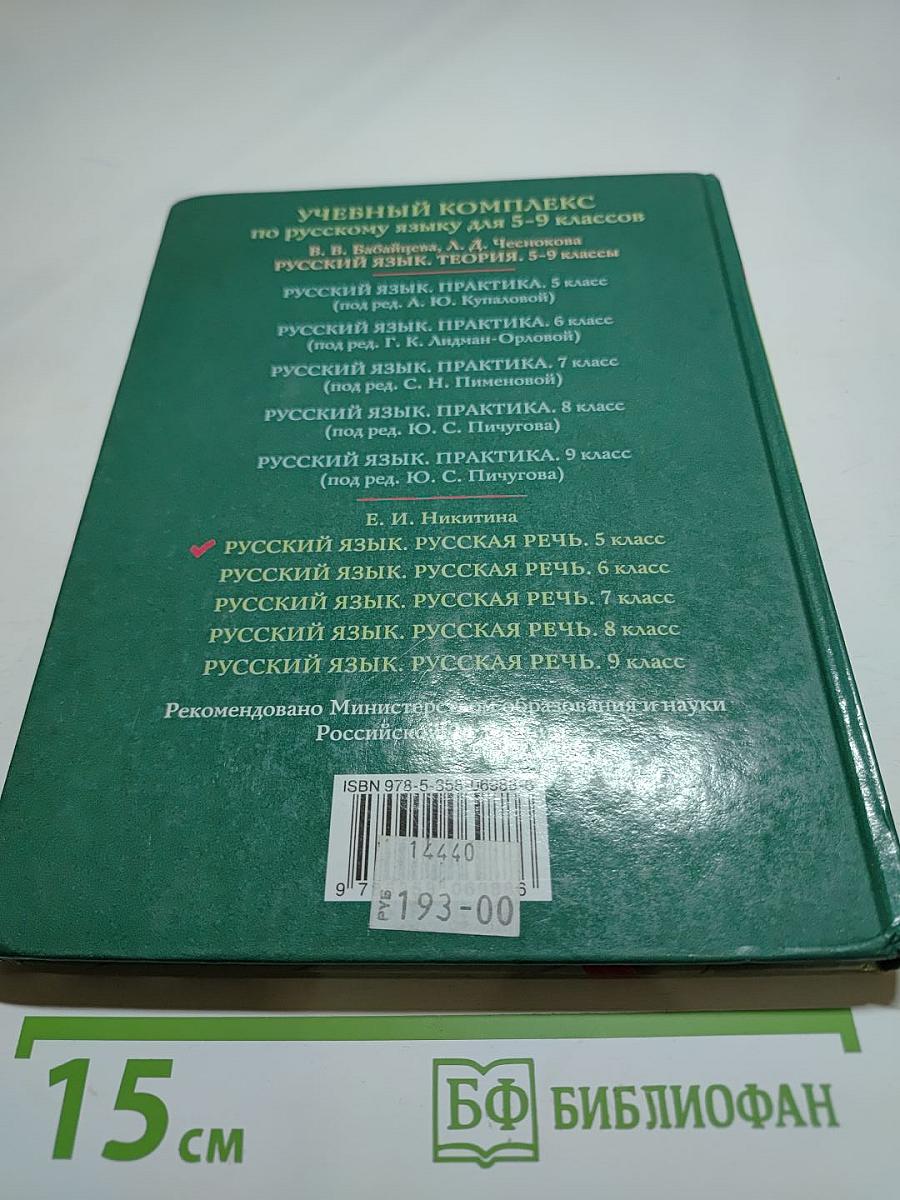 УЧЕБНЫЙ КОМПЛЕКС
по русскому языку для 5–9 классов
В. В. Бабайцева, Л. Д. Чеснокова
РУССКИЙ ЯЗЫК. ТЕОРИЯ. 5–9 классы
РУССКИЙ ЯЗЫК. ПРАКТИКА. 5 класс
(под ред. А. Ю. Купаловой)
РУССКИЙ ЯЗЫК. ПРАКТИКА. 6 класс
(под ред. Г. К. Лидман-Орловой)
РУССКИЙ ЯЗЫК. ПРАКТИКА. 7 класс
(под ред. С. Н. Пименовой)
РУССКИЙ ЯЗЫК. ПРАКТИКА. 8 класс
(под ред. Ю. С. Пичугова)
РУССКИЙ ЯЗЫК. ПРАКТИКА. 9 класс
(под ред. Ю. С. Пичугова)
Е. И. Никитина
РУССКИЙ ЯЗЫК. РУССКАЯ РЕЧЬ. 5 класс
РУССКИЙ ЯЗЫК. РУССКАЯ РЕЧЬ. 6 класс
РУССКИЙ ЯЗЫК. РУССКАЯ РЕЧЬ. 7 класс
РУССКИЙ ЯЗЫК. РУССКАЯ РЕЧЬ. 8 класс
РУССКИЙ ЯЗЫК. РУССКАЯ РЕЧЬ. 9 класс
Рекомендовано Министерством образования и науки
ISBN
14440
РУБ 193-00
15 см
БФ БИБЛИОФАН